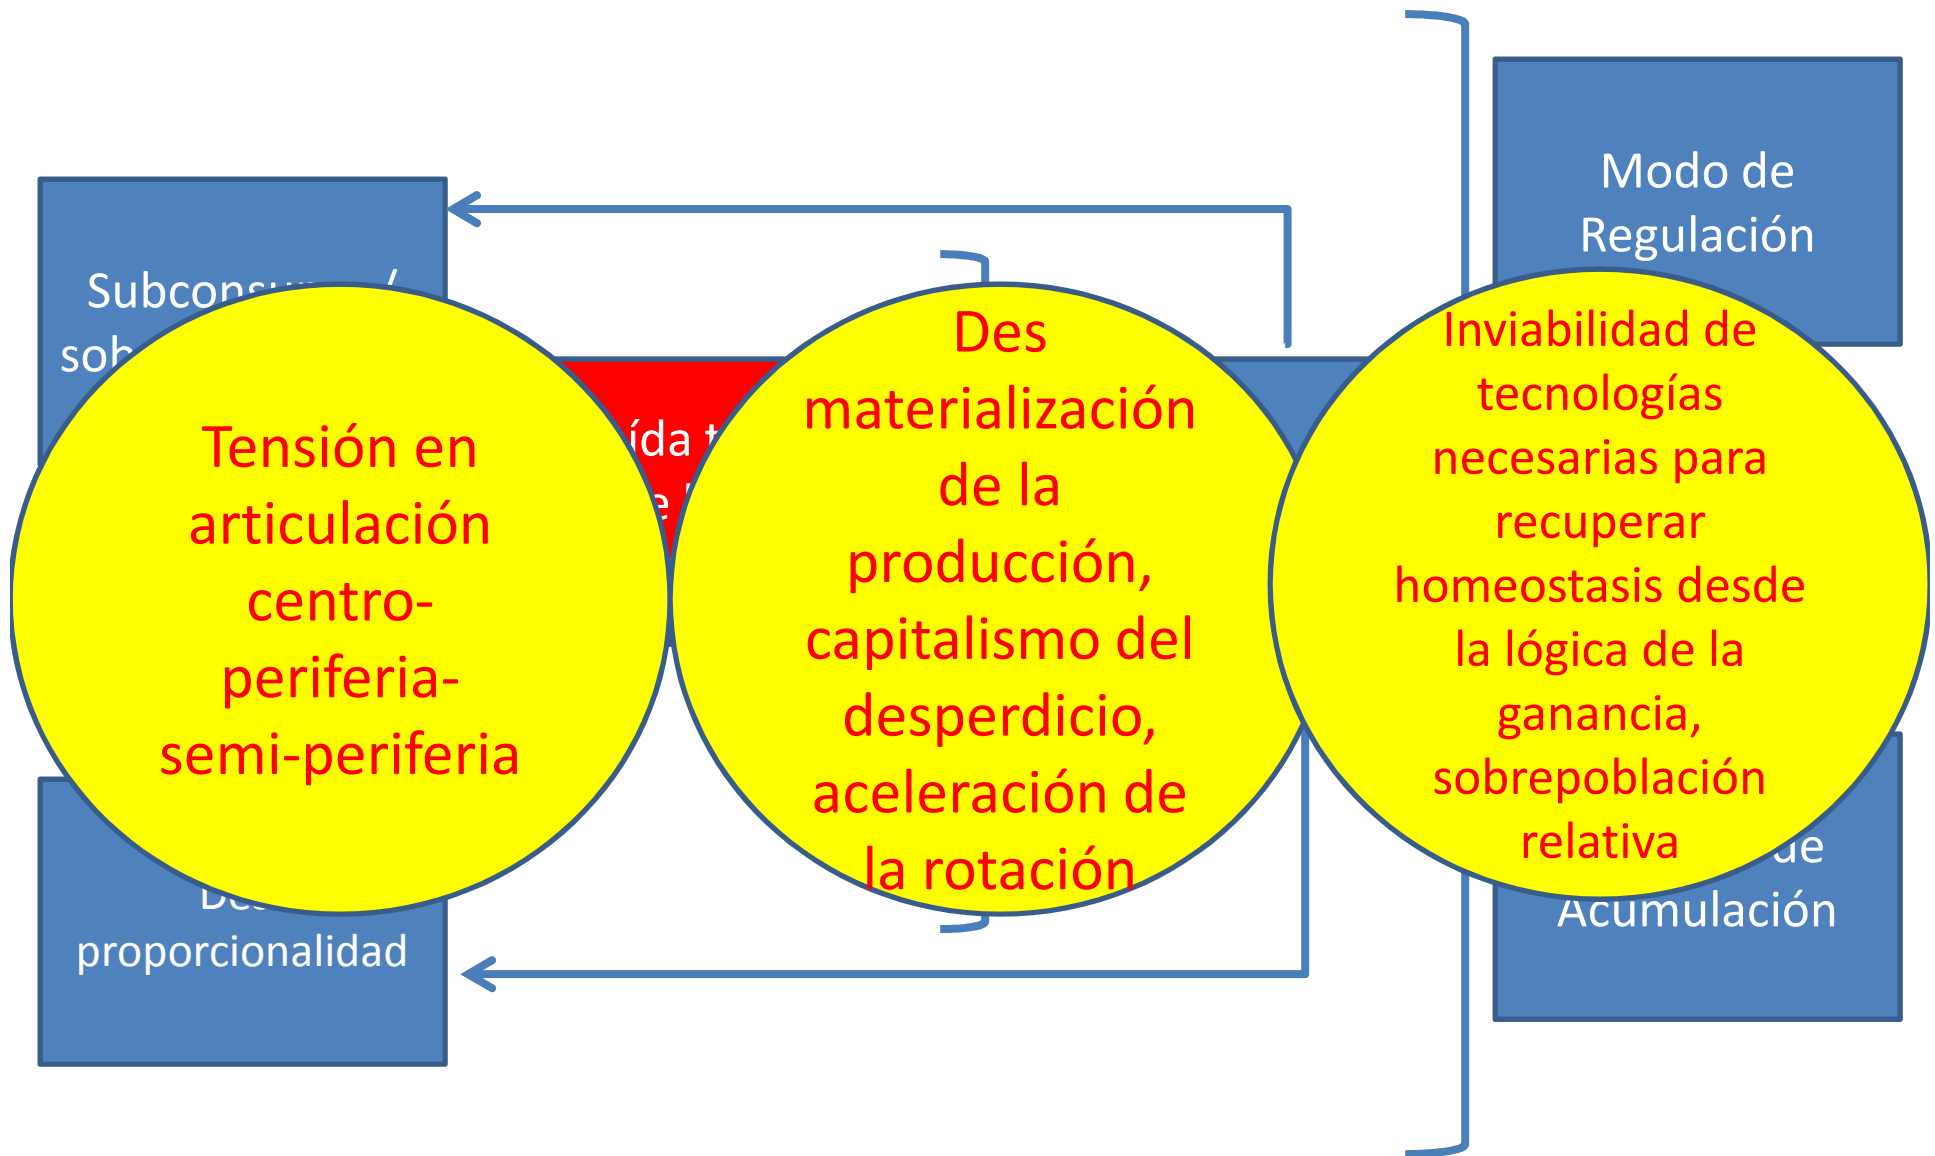 Modo de
Regulación
Tensión en
articulación
centro-
periferia-
semi-periferia
Des
materialización
de la
producción,
capitalismo del
desperdicio,
aceleración de
la rotación
Inviabilidad de
tecnologías
necesarias para
recuperar
homeostasis desde
la lógica de la
ganancia,
sobrepoblación
relativa
de
Acumulación
proporcionalidad